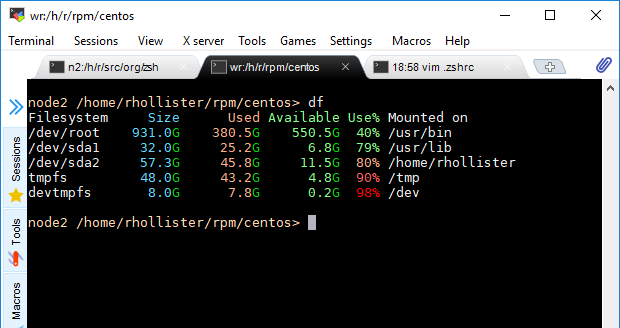 wr:/h/r/rpm/centos
Terminal Sessions View X server Tools Games Settings Macros Help
n2:/h/r/src/org/zsh wr:/h/r/rpm/centos 18:58 vim .zshrc
node2 /home/rhollister/rpm/centos> df
Filesystem Size Used Available Use% Mounted on
/dev/root 931.0G 380.5G 550.5G 40% /usr/bin
/dev/sda1 32.0G 25.2G 6.8G 79% /usr/lib
/dev/sda2 57.3G 45.8G 11.5G 80% /home/rhollister
tmpfs 48.0G 43.2G 4.8G 90% /tmp
devtmpfs 8.0G 7.8G 0.2G 98% /dev
node2 /home/rhollister/rpm/centos>
Sessions
Tools
Macros